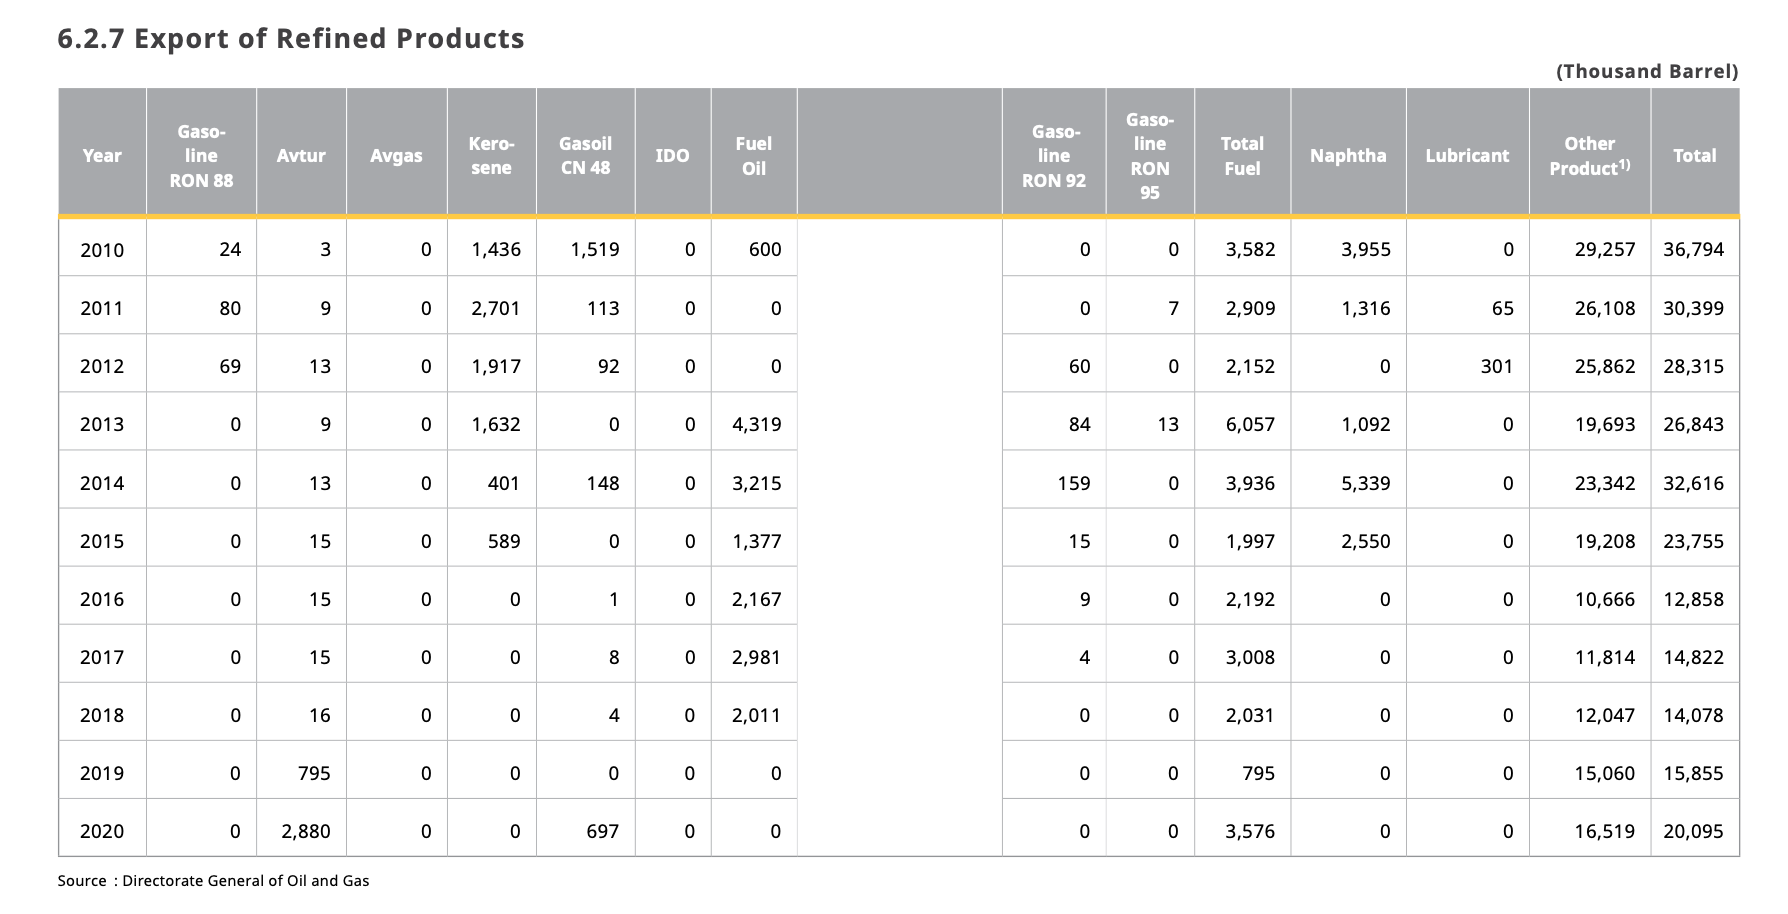 6.2.7 Export of Refined Products
(Thousand Barrel)
Year Gaso-line RON 88 Avtur Avgas Kero-sene Gasoil CN 48 IDO Fuel Oil Gaso-line RON 92 Gaso-line RON 95 Total Fuel Naphtha Lubricant Other Product1) Total
2010 24 3 0 1,436 1,519 0 600 0 0 3,582 3,955 0 29,257 36,794
2011 80 9 0 2,701 113 0 0 0 7 2,909 1,316 65 26,108 30,399
2012 69 13 0 1,917 92 0 0 60 0 2,152 0 301 25,862 28,315
2013 0 9 0 1,632 0 0 4,319 84 13 6,057 1,092 0 19,693 26,843
2014 0 13 0 401 148 0 3,215 159 0 3,936 5,339 0 23,342 32,616
2015 0 15 0 589 0 0 1,377 15 0 1,997 2,550 0 19,208 23,755
2016 0 15 0 0 1 0 2,167 9 0 2,192 0 0 10,666 12,858
2017 0 15 0 0 8 0 2,981 4 0 3,008 0 0 11,814 14,822
2018 0 16 0 0 4 0 2,011 0 0 2,031 0 0 12,047 14,078
2019 0 795 0 0 0 0 0 0 0 795 0 0 15,060 15,855
2020 0 2,880 0 0 697 0 0 0 0 3,576 0 0 16,519 20,095
Source : Directorate General of Oil and Gas